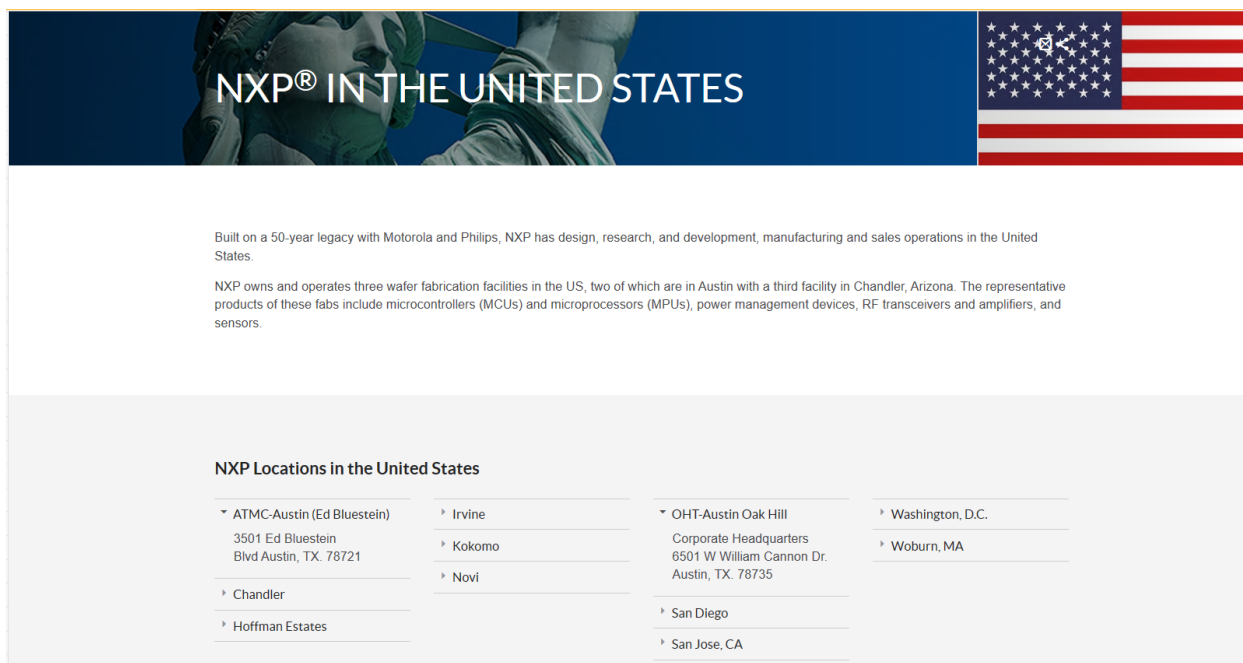 NXP® IN THE UNITED STATES
Built on a 50-year legacy with Motorola and Philips, NXP has design, research, and development, manufacturing and sales operations in the United
States.
NXP owns and operates three wafer fabrication facilities in the US, two of which are in Austin with a third facility in Chandler, Arizona. The representative
products of these fabs include microcontrollers (MCUs) and microprocessors (MPUs), power management devices, RF transceivers and amplifiers, and
sensors.
NXP Locations in the United States
ATMC-Austin (Ed Bluestein)
3501 Ed Bluestein
Blvd Austin, TX. 78721
Chandler
Hoffman Estates
Irvine
Kokomo
Novi
OHT-Austin Oak Hill
Corporate Headquarters
6501 W William Cannon Dr.
Austin, TX. 78735
San Diego
San Jose, CA
Washington, D.C.
Woburn, MA